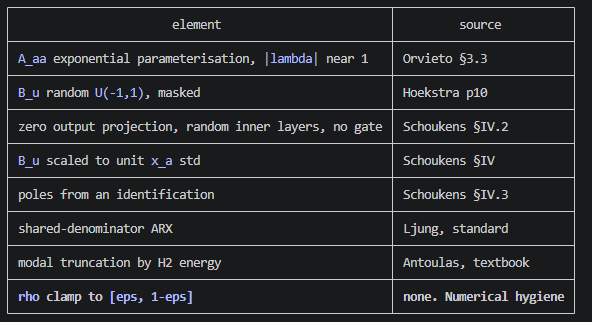 element source
A_aa exponential parameterisation, |lambda| near 1 Orvieto §3.3
B_u random U(-1,1), masked Hoekstra p10
zero output projection, random inner layers, no gate Schoukens §IV.2
B_u scaled to unit x_a std Schoukens §IV
poles from an identification Schoukens §IV.3
shared-denominator ARX Ljung, standard
modal truncation by H2 energy Antoulas, textbook
rho clamp to [eps, 1-eps] none. Numerical hygiene